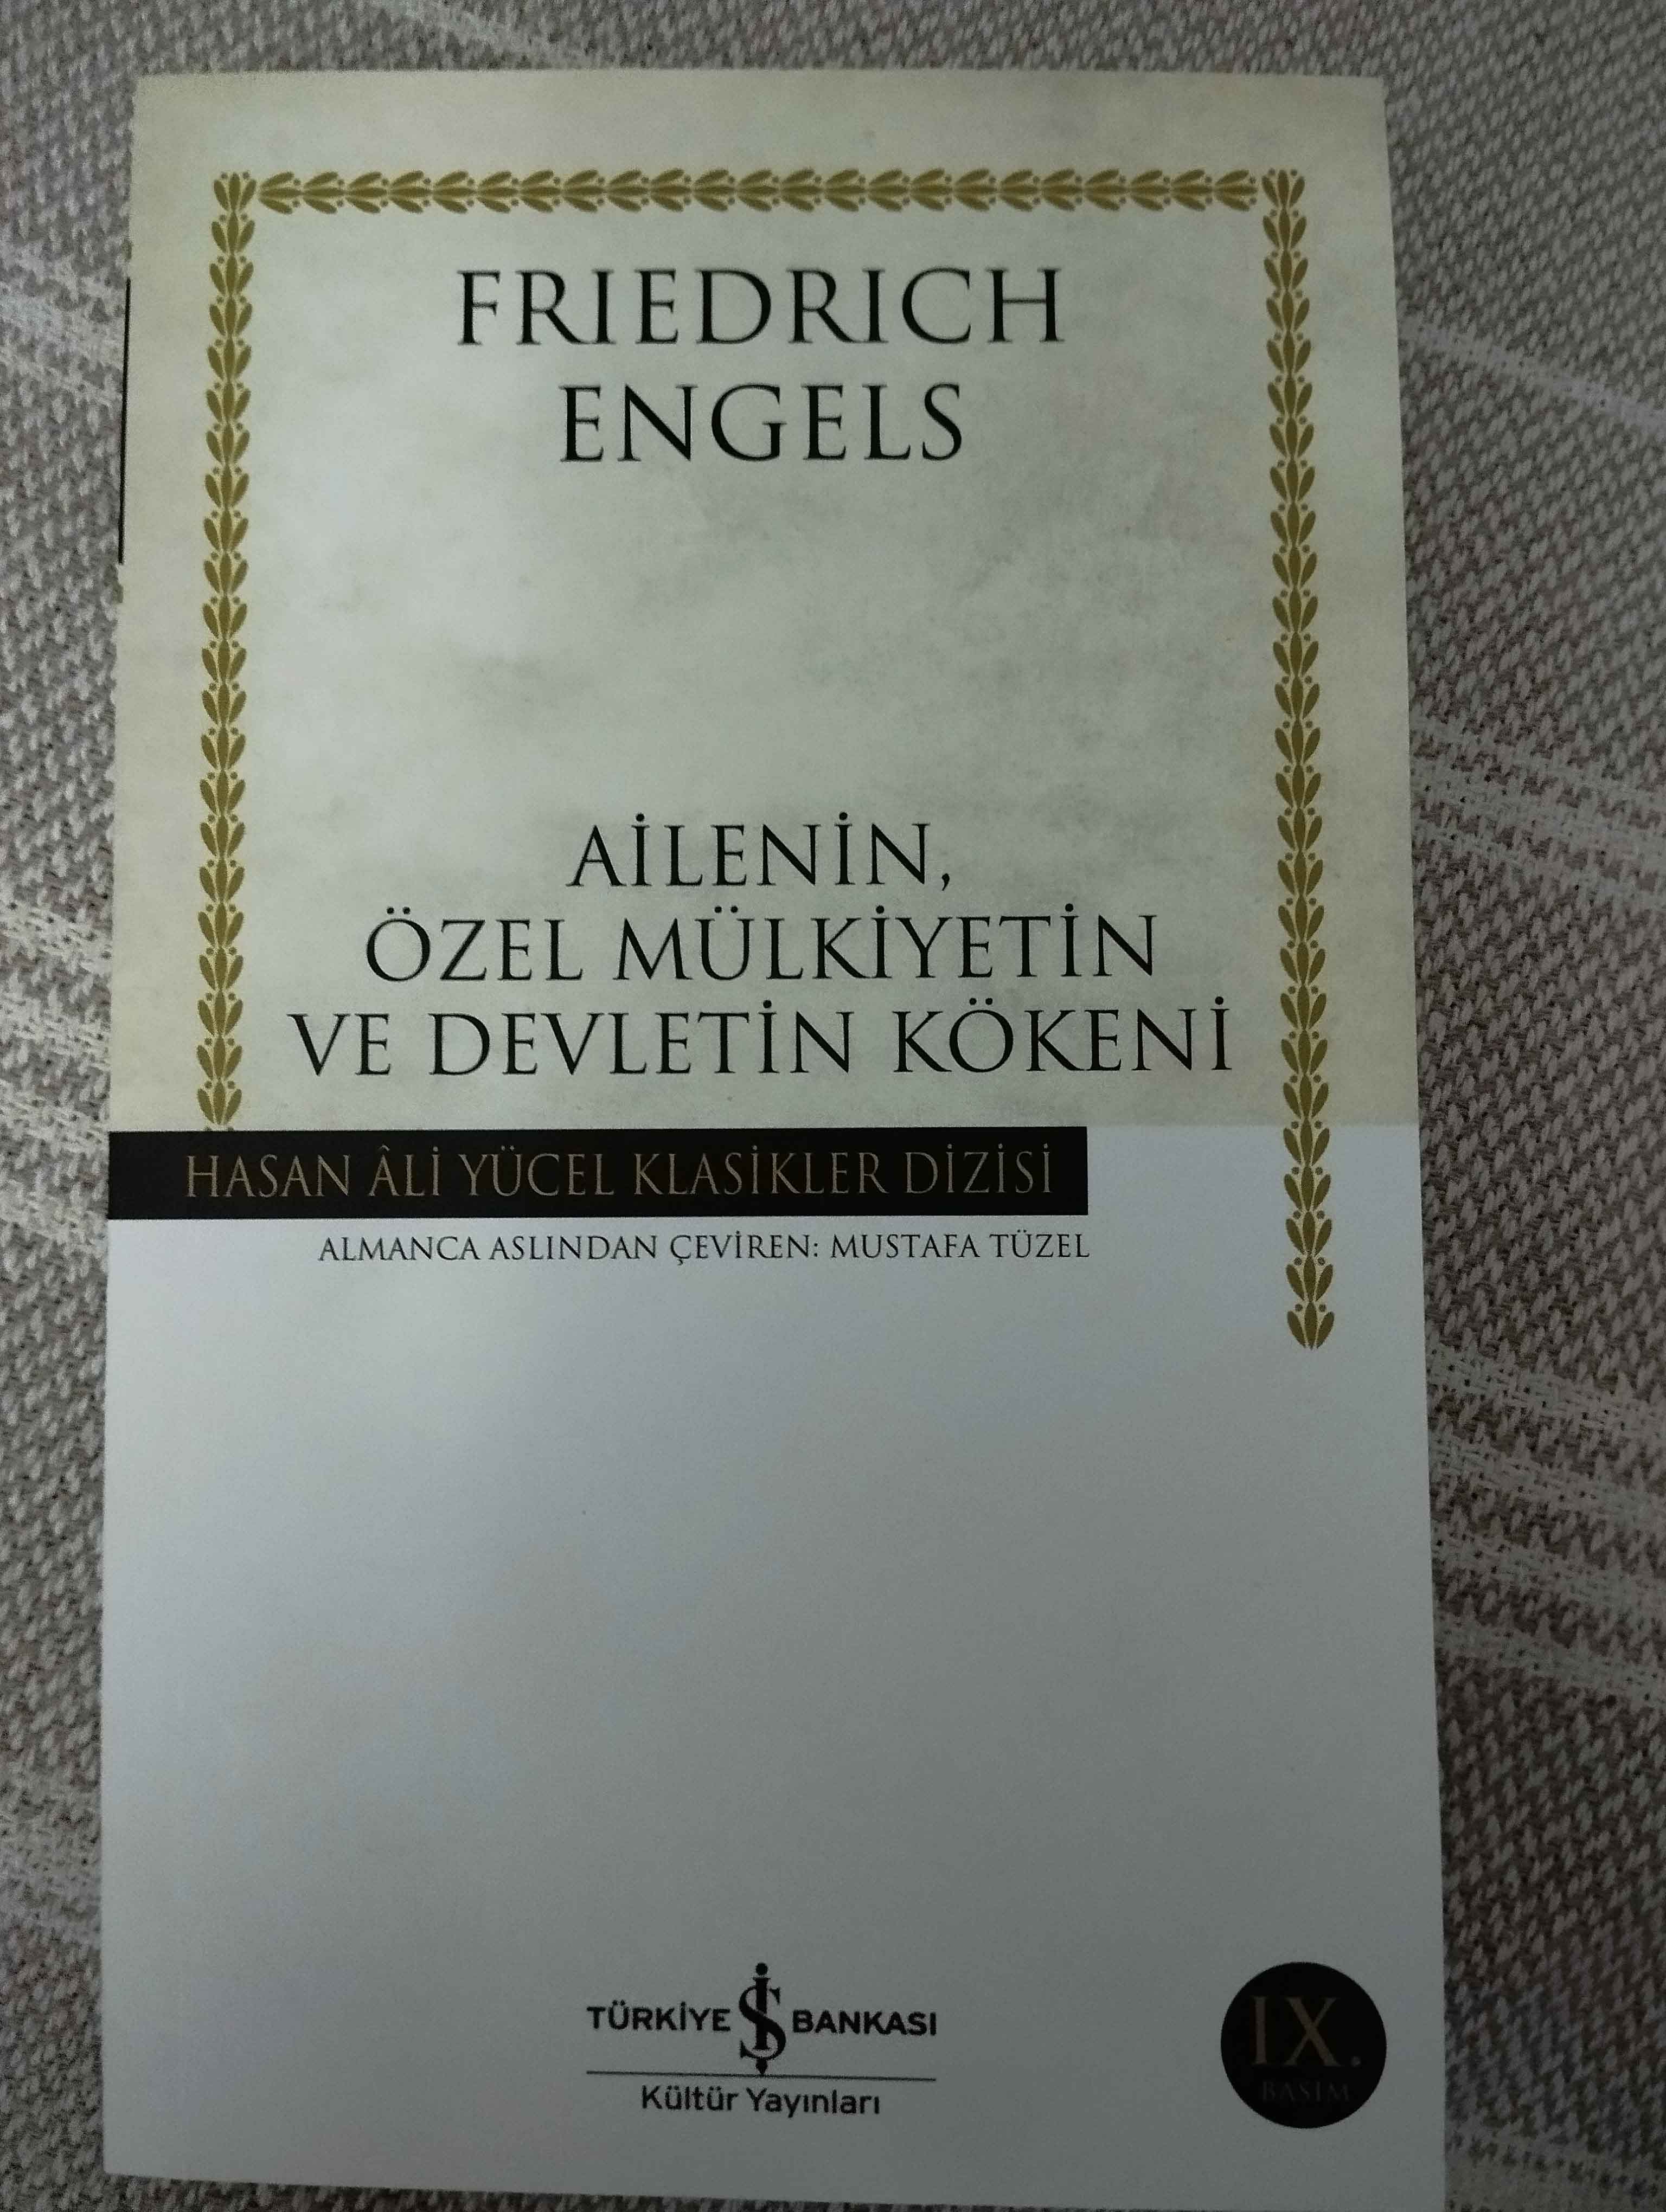 FRIEDRICH
ENGELS
AİLENİN,
ÖZEL MÜLKİYETİN
VE DEVLETİN KÖKENİ
HASAN ÂLİ YÜCEL KLASİKLER DİZİSİ
ALMANCA ASLINDAN ÇEVİREN: MUSTAFA TÜZEL
TÜRKİYE İŞ BANKASI
Kültür Yayınları
IX.
BASIM